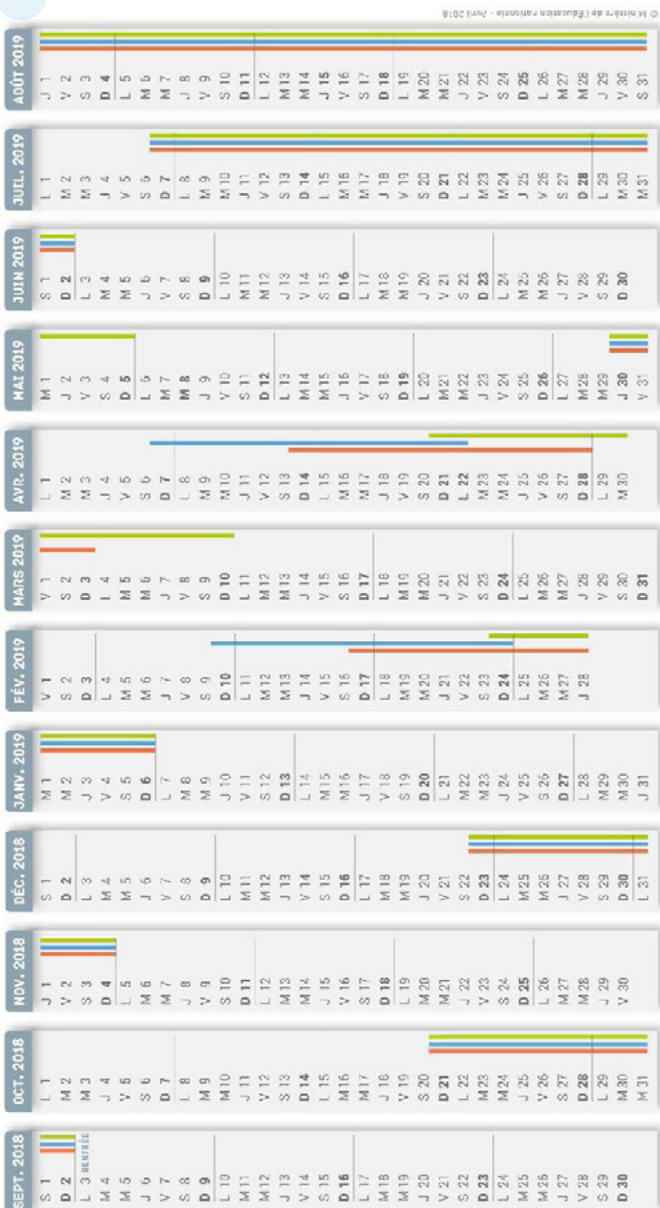 SEPT. 2018
S 1
D 2
L 3 RENTRÉE
M 4
M 5
J 6
V 7
S 8
D 9
L 10
M 11
M 12
J 13
V 14
S 15
D 16
L 17
M 18
M 19
J 20
V 21
S 22
D 23
L 24
M 25
M 26
J 27
V 28
S 29
D 30
OCT. 2018
L 1
M 2
M 3
J 4
V 5
S 6
D 7
L 8
M 9
M 10
J 11
V 12
S 13
D 14
L 15
M 16
M 17
J 18
V 19
S 20
D 21
L 22
M 23
M 24
J 25
V 26
S 27
D 28
L 29
M 30
M 31
NOV. 2018
J 1
V 2
S 3
D 4
L 5
M 6
M 7
J 8
V 9
S 10
D 11
L 12
M 13
M 14
J 15
V 16
S 17
D 18
L 19
M 20
M 21
J 22
V 23
S 24
D 25
L 26
M 27
M 28
J 29
V 30
DÉC. 2018
S 1
D 2
L 3
M 4
M 5
J 6
V 7
S 8
D 9
L 10
M 11
M 12
J 13
V 14
S 15
D 16
L 17
M 18
M 19
J 20
V 21
S 22
D 23
L 24
M 25
M 26
J 27
V 28
S 29
D 30
L 31
JANV. 2019
M 1
M 2
J 3
V 4
S 5
D 6
L 7
M 8
M 9
J 10
V 11
S 12
D 13
L 14
M 15
M 16
J 17
V 18
S 19
D 20
L 21
M 22
M 23
J 24
V 25
S 26
D 27
L 28
M 29
M 30
J 31
FÉV. 2019
V 1
S 2
D 3
L 4
M 5
M 6
J 7
V 8
S 9
D 10
L 11
M 12
M 13
J 14
V 15
S 16
D 17
L 18
M 19
M 20
J 21
V 22
S 23
D 24
L 25
M 26
M 27
J 28
MARS 2019
V 1
S 2
D 3
L 4
M 5
M 6
J 7
V 8
S 9
D 10
L 11
M 12
M 13
J 14
V 15
S 16
D 17
L 18
M 19
M 20
J 21
V 22
S 23
D 24
L 25
M 26
M 27
J 28
V 29
S 30
D 31
AVR. 2019
L 1
M 2
M 3
J 4
V 5
S 6
D 7
L 8
M 9
M 10
J 11
V 12
S 13
D 14
L 15
M 16
M 17
J 18
V 19
S 20
D 21
L 22
M 23
M 24
J 25
V 26
S 27
D 28
L 29
M 30
MAI 2019
M 1
J 2
V 3
S 4
D 5
L 6
M 7
M 8
J 9
V 10
S 11
D 12
L 13
M 14
M 15
J 16
V 17
S 18
D 19
L 20
M 21
M 22
J 23
V 24
S 25
D 26
L 27
M 28
M 29
J 30
V 31
JUIN 2019
S 1
D 2
L 3
M 4
M 5
J 6
V 7
S 8
D 9
L 10
M 11
M 12
J 13
V 14
S 15
D 16
L 17
M 18
M 19
J 20
V 21
S 22
D 23
L 24
M 25
M 26
J 27
V 28
S 29
D 30
JUIL. 2019
L 1
M 2
M 3
J 4
V 5
S 6
D 7
L 8
M 9
M 10
J 11
V 12
S 13
D 14
L 15
M 16
M 17
J 18
V 19
S 20
D 21
L 22
M 23
M 24
J 25
V 26
S 27
D 28
L 29
M 30
M 31
AOÛT 2019
J 1
V 2
S 3
D 4
L 5
M 6
M 7
J 8
V 9
S 10
D 11
L 12
M 13
M 14
J 15
V 16
S 17
D 18
L 19
M 20
M 21
J 22
V 23
S 24
D 25
L 26
M 27
M 28
J 29
V 30
S 31
© Ministère de l'Éducation nationale - Avril 2018